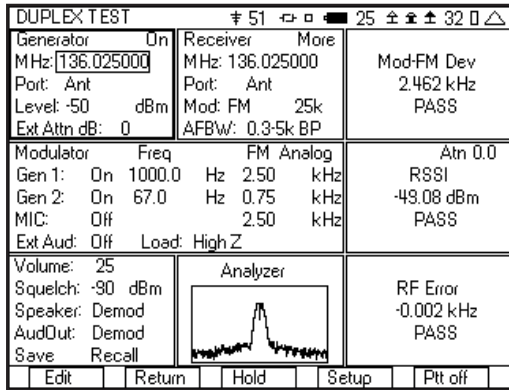 DUPLEX TEST 51 25 32
Generator On
MHz: 136.025000
Port: Ant
Level: -50 dBm
Ext Attn dB: 0
Receiver More
MHz: 136.025000
Port: Ant
Mod: FM 25k
AFBW: 0.3-5k BP
Mod-FM Dev
2.462 kHz
PASS
Modulator Freq FM Analog
Gen 1: On 1000.0 Hz 2.50 kHz
Gen 2: On 67.0 Hz 0.75 kHz
MIC: Off 2.50 kHz
Ext Aud: Off Load: High Z
Atn 0.0
RSSI
-49.08 dBm
PASS
Volume: 25
Squelch: -90 dBm
Speaker: Demod
AudOut: Demod
Save Recall
Analyzer
RF Error
-0.002 kHz
PASS
Edit Return Hold Setup Ptt off